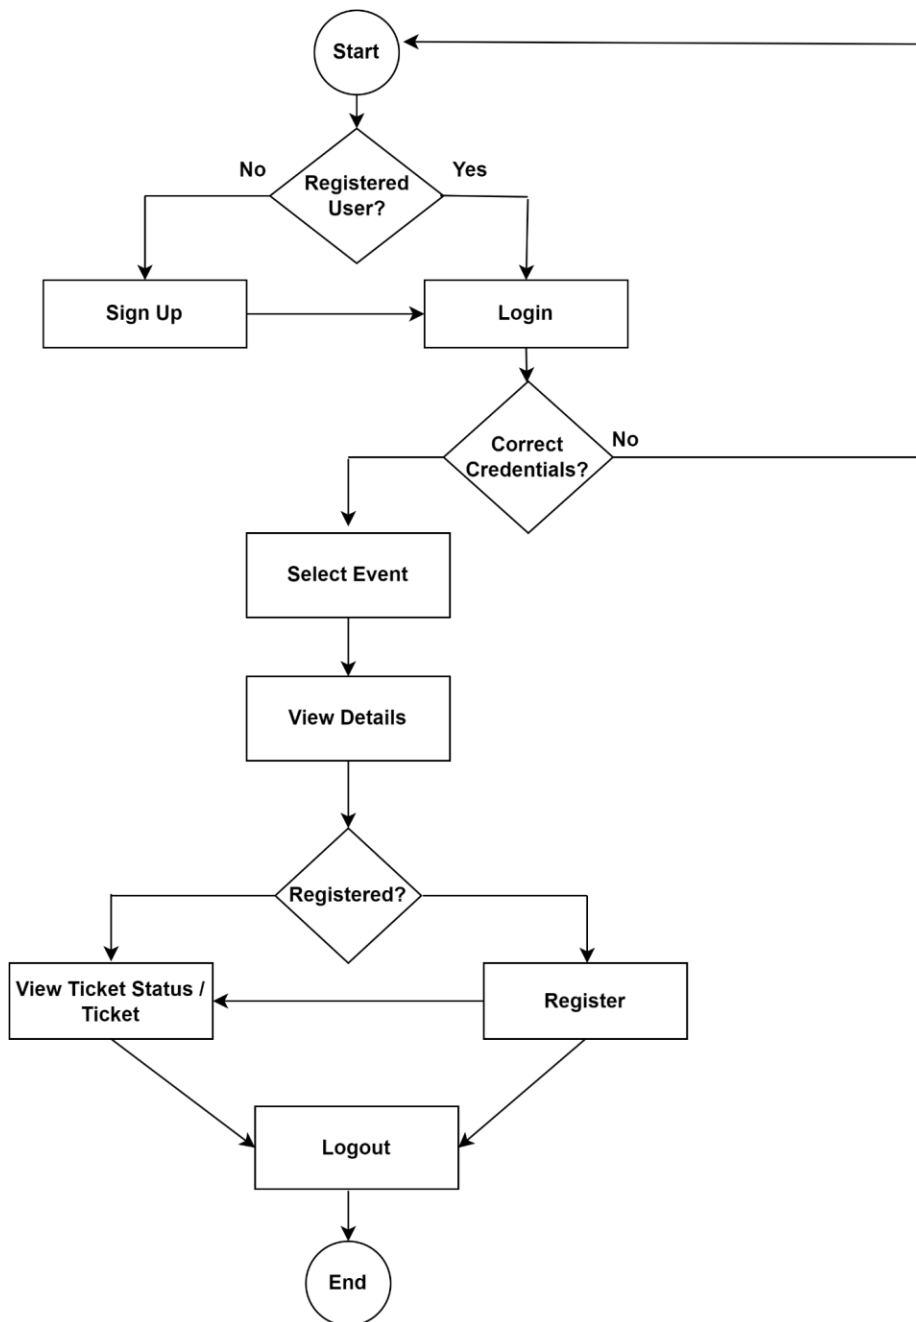 Start
No
Yes
Registered
User?
Sign Up
Login
Correct
Credentials?
No
Select Event
View Details
Registered?
View Ticket Status /
Ticket
Register
Logout
End